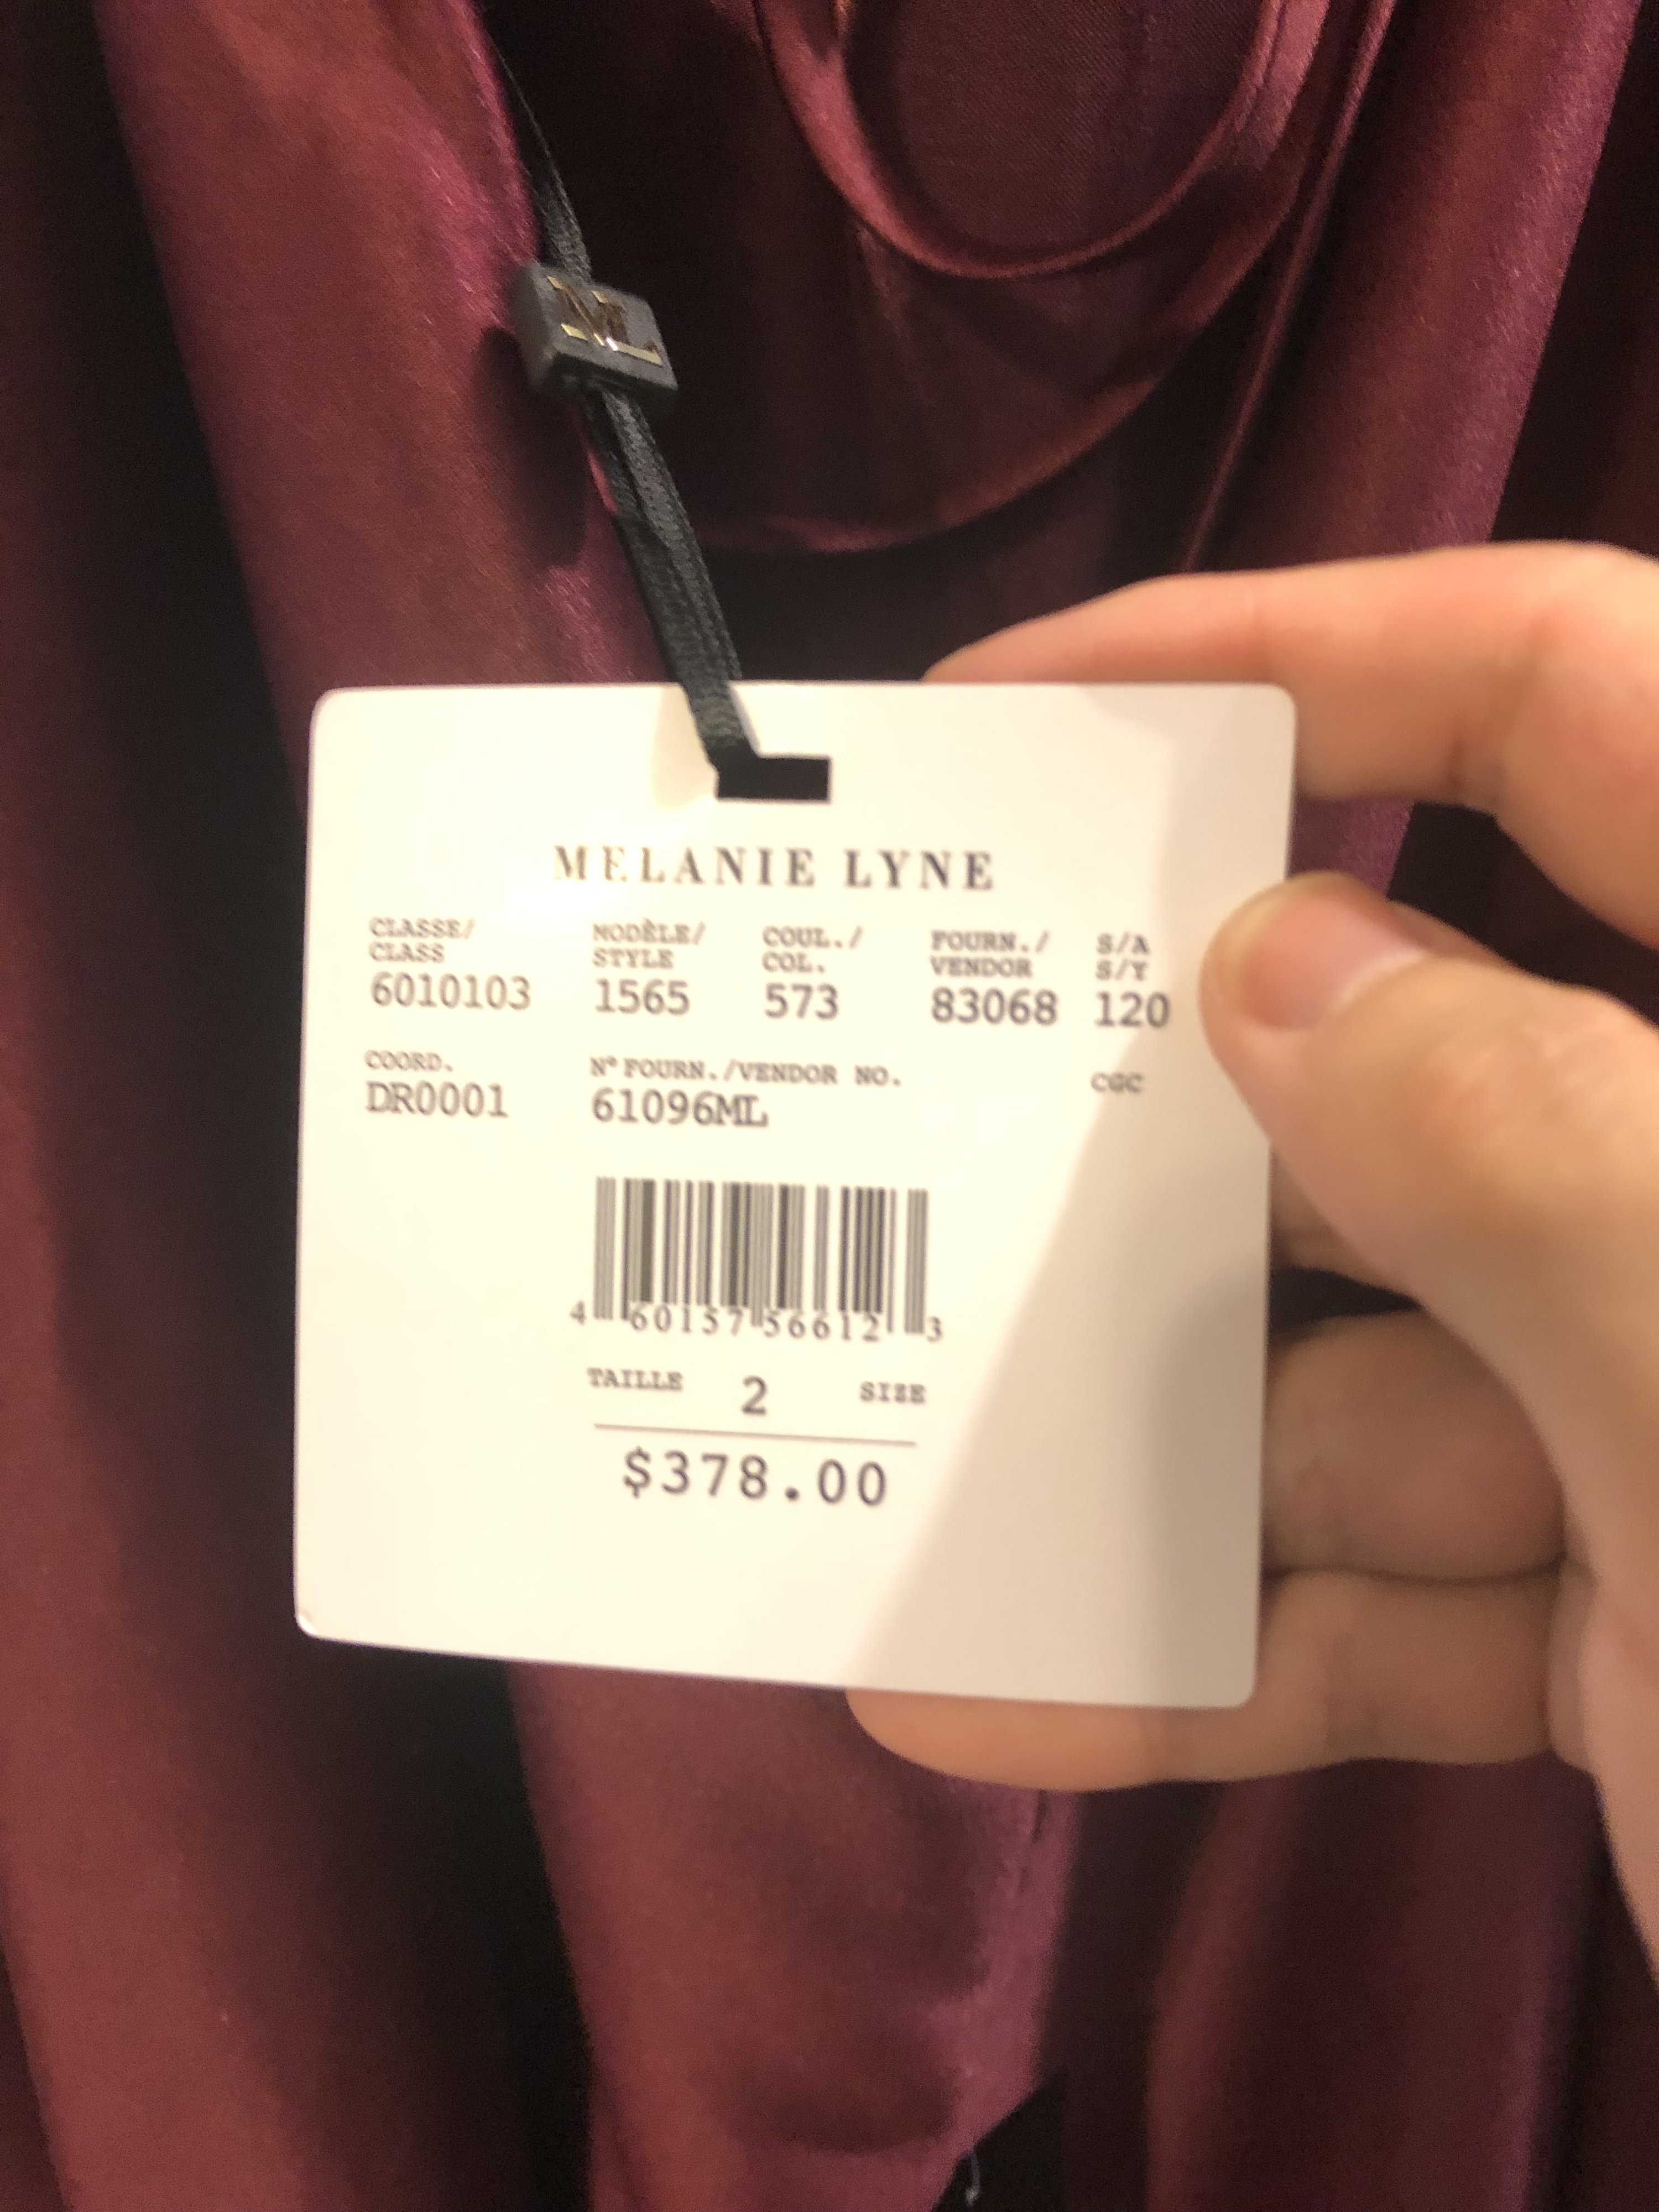 ML
MELANIE LYNE
CLASSE/ MODÈLE/ COUL./ FOURN./ S/A
CLASS STYLE COL. VENDOR S/Y
6010103 1565 573 83068 120
COORD. N° FOURN./VENDOR NO. CGC
DR0001 61096ML
4 60157 56612 3
TAILLE 2 SIZE
$378.00